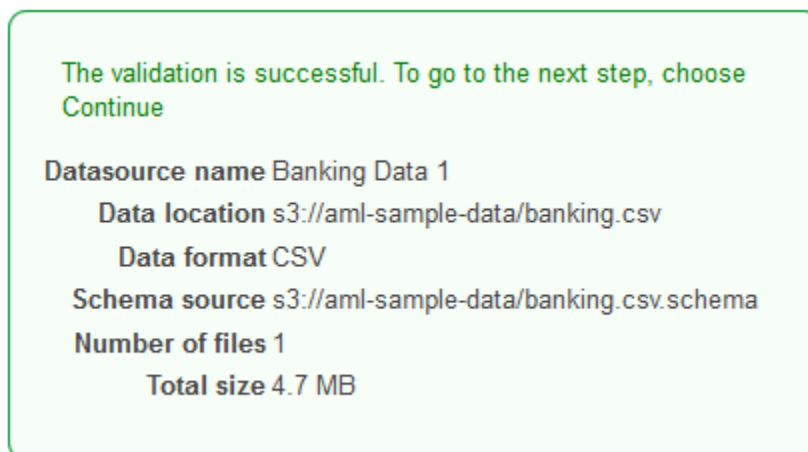 The validation is successful. To go to the next step, choose
Continue
Datasource name Banking Data 1
Data location s3://aml-sample-data/banking.csv
Data format CSV
Schema source s3://aml-sample-data/banking.csv.schema
Number of files 1
Total size 4.7 MB